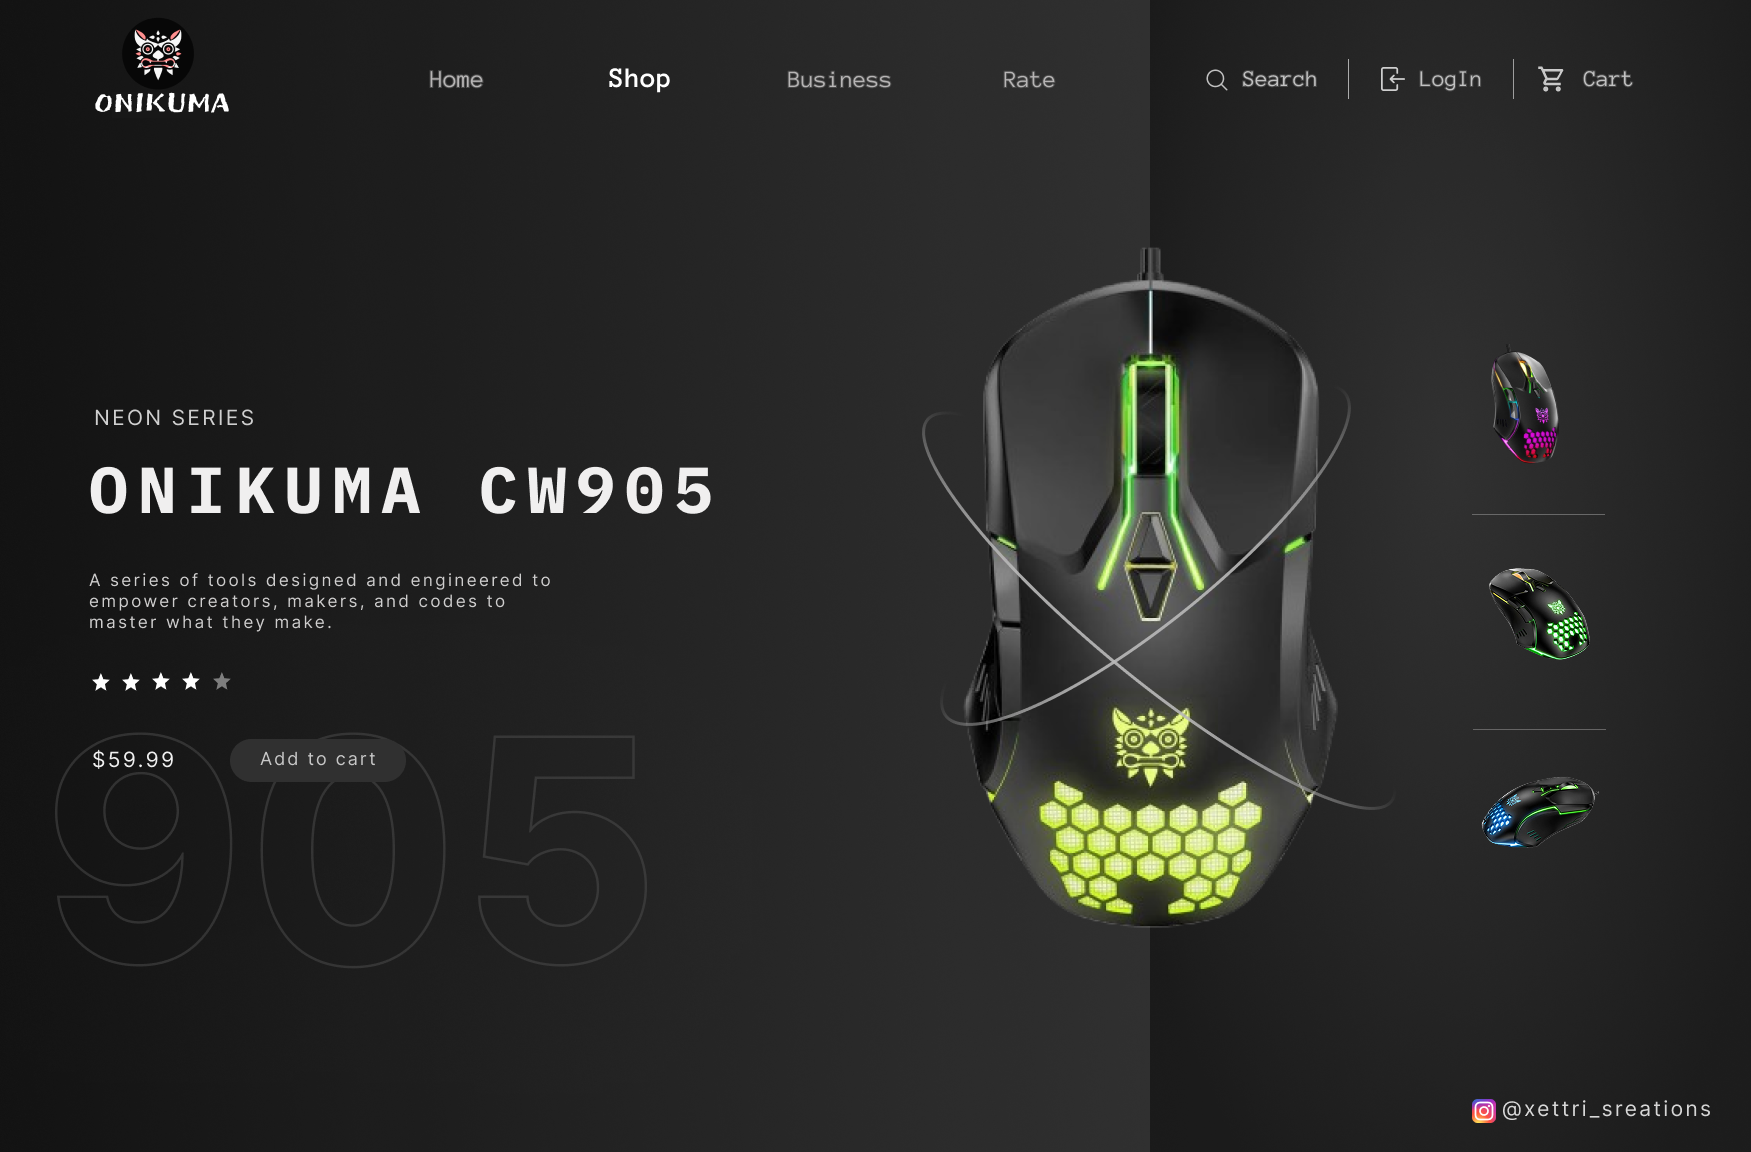 ONIKUMA
Home
Shop
Business
Rate
Search
LogIn
Cart
NEON SERIES
ONIKUMA CW905
A series of tools designed and engineered to
empower creators, makers, and codes to
master what they make.
$59.99
Add to cart
905
@xettri_sreations